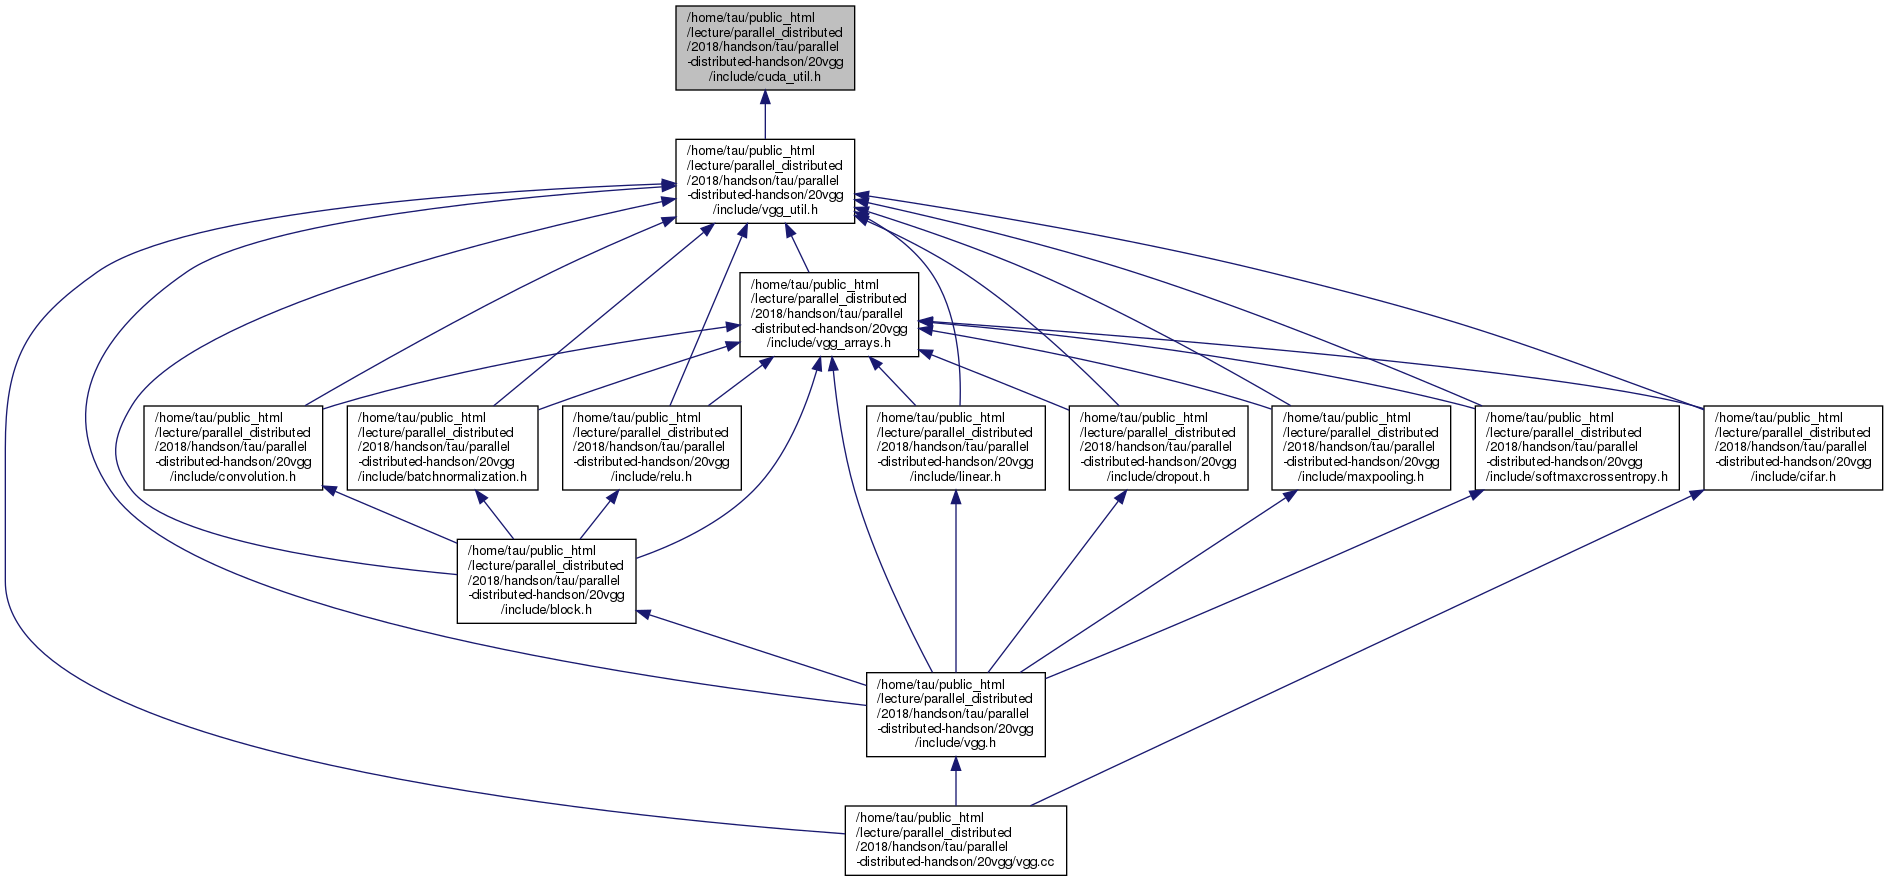 /home/tau/public_html
/lecture/parallel_distributed
/2018/handson/tau/parallel
-distributed-handson/20vgg
/include/cuda_util.h
/home/tau/public_html
/lecture/parallel_distributed
/2018/handson/tau/parallel
-distributed-handson/20vgg
/include/vgg_util.h
/home/tau/public_html
/lecture/parallel_distributed
/2018/handson/tau/parallel
-distributed-handson/20vgg
/include/vgg_arrays.h
/home/tau/public_html
/lecture/parallel_distributed
/2018/handson/tau/parallel
-distributed-handson/20vgg
/include/convolution.h
/home/tau/public_html
/lecture/parallel_distributed
/2018/handson/tau/parallel
-distributed-handson/20vgg
/include/batchnormalization.h
/home/tau/public_html
/lecture/parallel_distributed
/2018/handson/tau/parallel
-distributed-handson/20vgg
/include/relu.h
/home/tau/public_html
/lecture/parallel_distributed
/2018/handson/tau/parallel
-distributed-handson/20vgg
/include/linear.h
/home/tau/public_html
/lecture/parallel_distributed
/2018/handson/tau/parallel
-distributed-handson/20vgg
/include/dropout.h
/home/tau/public_html
/lecture/parallel_distributed
/2018/handson/tau/parallel
-distributed-handson/20vgg
/include/maxpooling.h
/home/tau/public_html
/lecture/parallel_distributed
/2018/handson/tau/parallel
-distributed-handson/20vgg
/include/softmaxcrossentropy.h
/home/tau/public_html
/lecture/parallel_distributed
/2018/handson/tau/parallel
-distributed-handson/20vgg
/include/cifar.h
/home/tau/public_html
/lecture/parallel_distributed
/2018/handson/tau/parallel
-distributed-handson/20vgg
/include/block.h
/home/tau/public_html
/lecture/parallel_distributed
/2018/handson/tau/parallel
-distributed-handson/20vgg
/include/vgg.h
/home/tau/public_html
/lecture/parallel_distributed
/2018/handson/tau/parallel
-distributed-handson/20vgg/vgg.cc